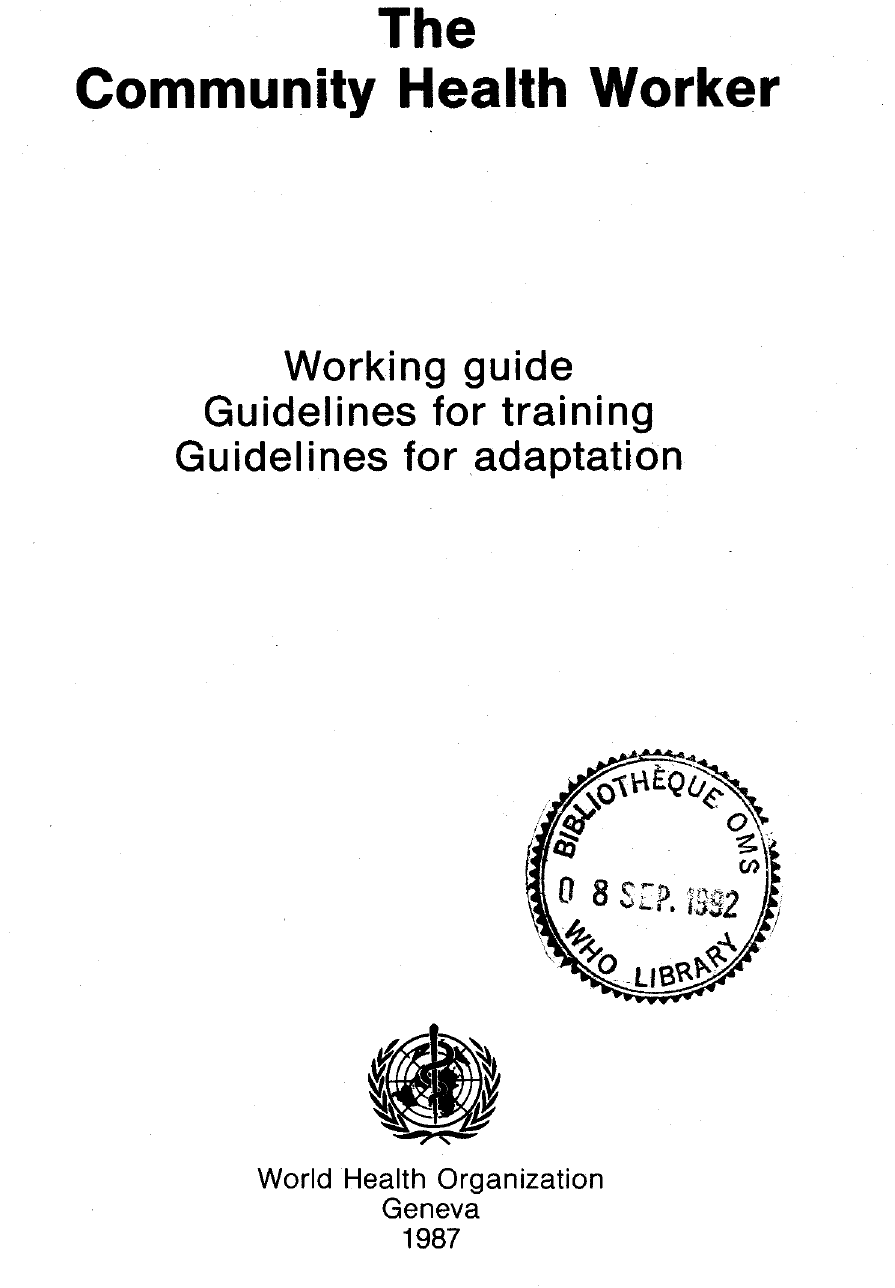 The
Community Health Worker
Working guide
Guidelines for training
Guidelines for adaptation
BIBLIOTHÈQUE OMS
0 8 SEP. 1992
WHO LIBRARY
World Health Organization
Geneva
1987